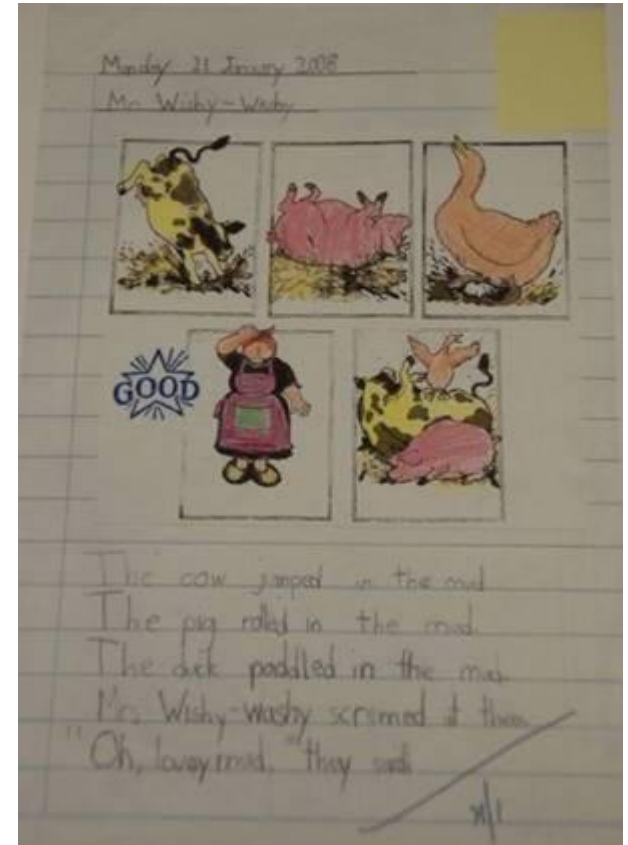 Monday 21 January 2008
Mrs Wishy-Washy
GOOD
The cow jumped in the mud
The pig rolled in the mud.
The duck paddled in the mud.
Mrs Wishy-washy scremed at them
"Oh, lovey mud," they said